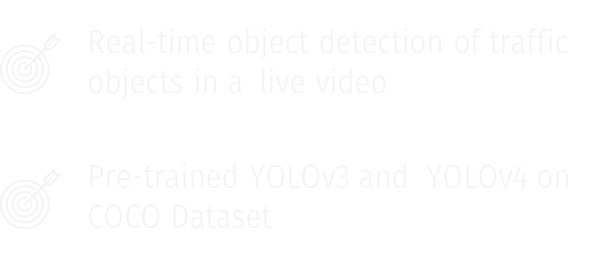 Real-time object detection of traffic
objects in a live video
Pre-trained YOLOv3 and YOLOv4 on
COCO Dataset